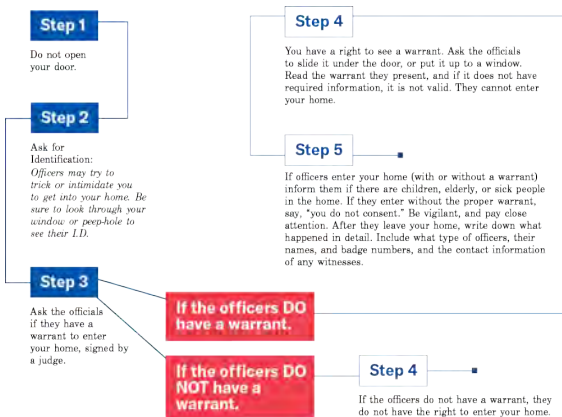 Step 1
Do not open
your door.
Step 2
Ask for
Identification:
Officers may try to
trick or intimidate you
to get into your home. Be
sure to look through your
window or peep-hole to
see their I.D.
Step 3
Ask the officials
if they have a
warrant to enter
your home, signed by
a judge.
If the officers DO
have a warrant.
Step 4
You have a right to see a warrant. Ask the officials
to slide it under the door, or put it up to a window.
Read the warrant they present, and if it does not have
required information, it is not valid. They cannot enter
your home.
Step 5
If officers enter your home (with or without a warrant)
inform them if there are children, elderly, or sick people
in the home. If they enter without the proper warrant,
say, "you do not consent." Be vigilant, and pay close
attention. After they leave your home, write down what
happened in detail. Include what type of officers, their
names, and badge numbers, and the contact information
of any witnesses.
If the officers DO
NOT have a
warrant.
Step 4
If the officers do not have a warrant, they
do not have the right to enter your home.